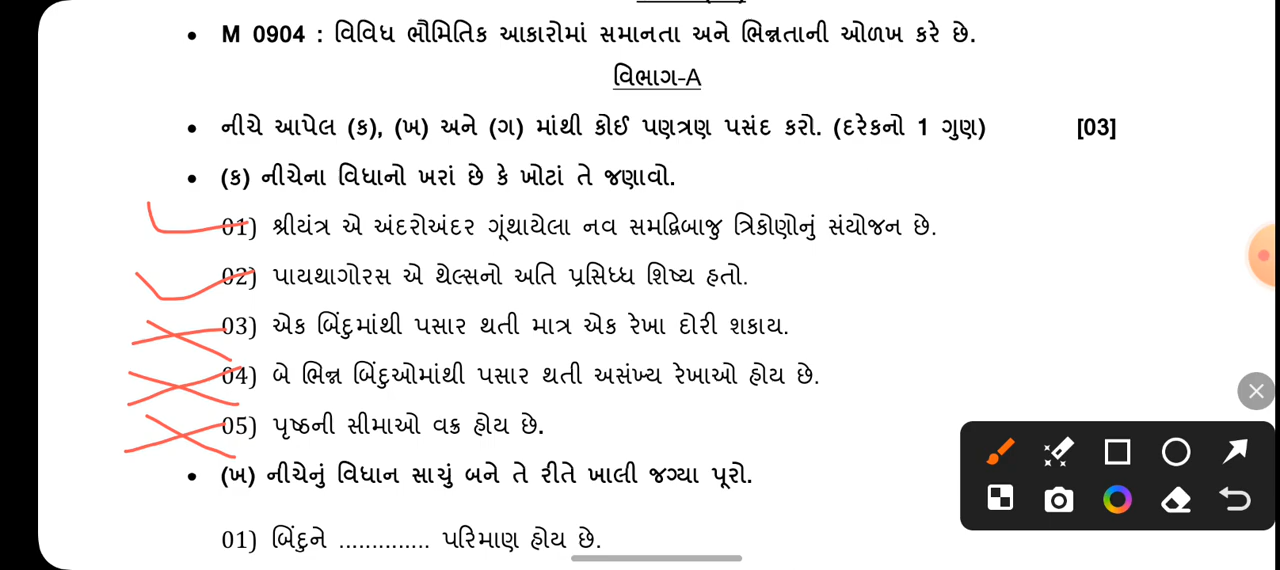 • M 0904 : વિવિધ ભૌમિતિક આકારોમાં સમાનતા અને ભિન્નતાની ઓળખ કરે છે.
વિભાગ-A
• નીચે આપેલ (ક), (ખ) અને (ગ) માંથી કોઈ પણત્રણ પસંદ કરો. (દરેકનો 1 ગુણ) [03]
• (ક) નીચેના વિધાનો ખરાં છે કે ખોટાં તે જણાવો.
01) શ્રીયંત્ર એ અંદરોઅંદર ગૂંથાયેલા નવ સમદ્વિબાજુ ત્રિકોણોનું સંયોજન છે.
02) પાયથાગોરસ એ થેલ્સનો અતિ પ્રસિધ્ધ શિષ્ય હતો.
03) એક બિંદુમાંથી પસાર થતી માત્ર એક રેખા દોરી શકાય.
04) બે ભિન્ન બિંદુઓમાંથી પસાર થતી અસંખ્ય રેખાઓ હોય છે.
05) પૃષ્ઠની સીમાઓ વક્ર હોય છે.
• (ખ) નીચેનું વિધાન સાચું બને તે રીતે ખાલી જગ્યા પૂરો.
01) બિંદુને .............. પરિમાણ હોય છે.